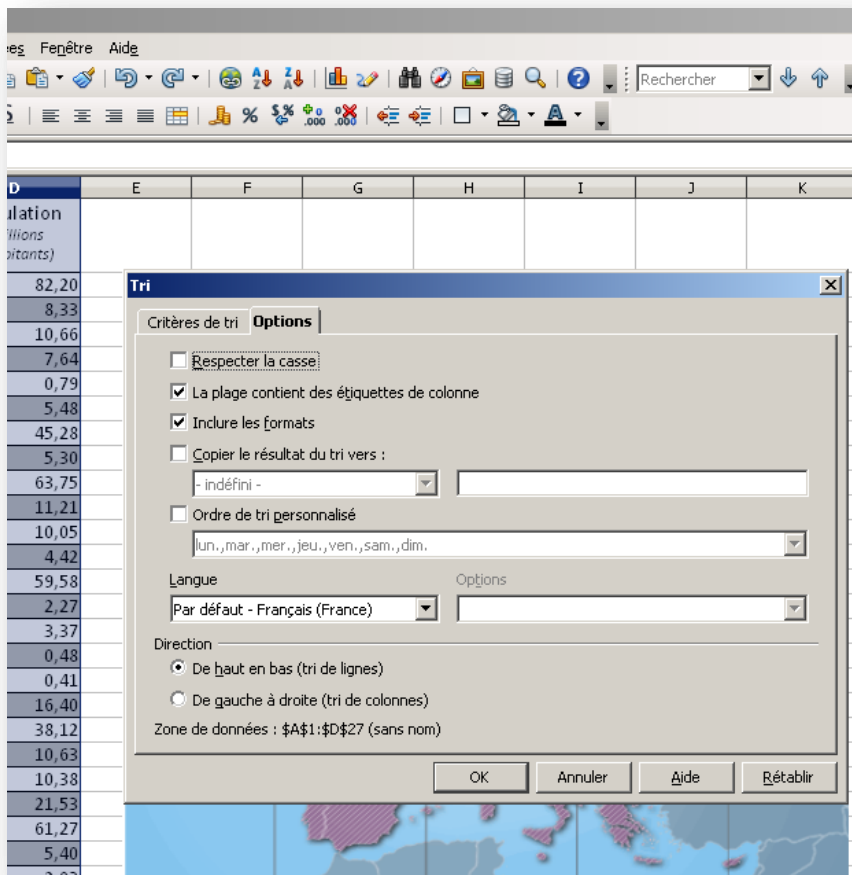 Fenêtre Aide
Rechercher
D E F G H I J K
82,20
8,33
10,66
7,64
0,79
5,48
45,28
5,30
63,75
11,21
10,05
4,42
59,58
2,27
3,37
0,48
0,41
16,40
38,12
10,63
10,38
21,53
61,27
5,40
Tri
Critères de tri Options
Respecter la casse
La plage contient des étiquettes de colonne
Inclure les formats
Copier le résultat du tri vers :
- indéfini -
Ordre de tri personnalisé
lun.,mar.,mer.,jeu.,ven.,sam.,dim.
Langue Options
Par défaut - Français (France)
Direction
De haut en bas (tri de lignes)
De gauche à droite (tri de colonnes)
Zone de données : $A$1:$D$27 (sans nom)
OK Annuler Aide Rétablir